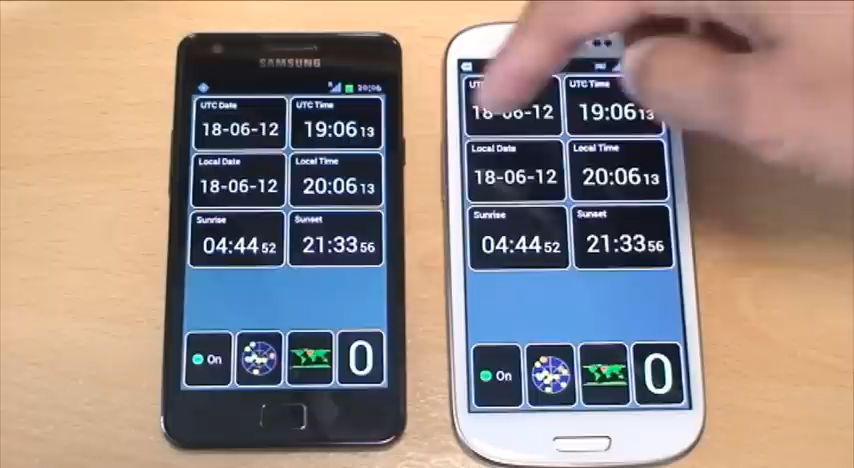 SAMSUNG
20:06
UTC Date
UTC Time
18-06-12
19:06 13
Local Date
Local Time
18-06-12
20:06 13
Sunrise
Sunset
04:44 52
21:33 56
On
0
UTC Time
18-06-12
19:06 13
Local Date
Local Time
18-06-12
20:06 13
Sunrise
Sunset
04:44 52
21:33 56
On
0